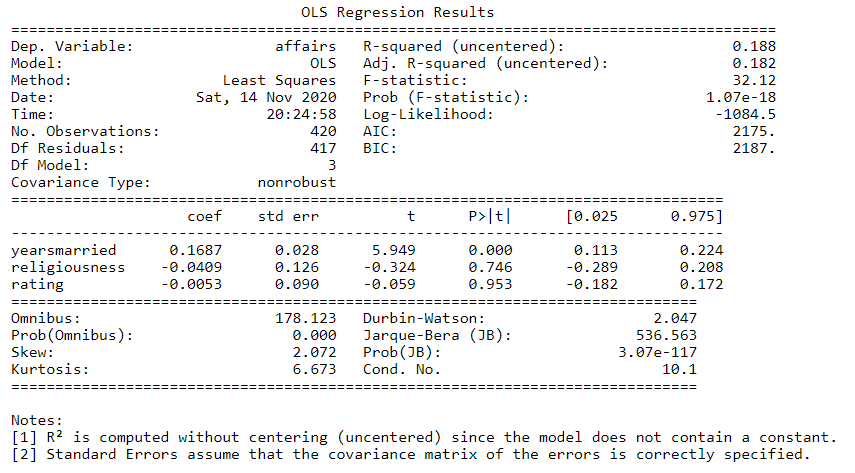 OLS Regression Results
=======================================================================================
Dep. Variable: affairs R-squared (uncentered): 0.188
Model: OLS Adj. R-squared (uncentered): 0.182
Method: Least Squares F-statistic: 32.12
Date: Sat, 14 Nov 2020 Prob (F-statistic): 1.07e-18
Time: 20:24:58 Log-Likelihood: -1084.5
No. Observations: 420 AIC: 2175.
Df Residuals: 417 BIC: 2187.
Df Model: 3
Covariance Type: nonrobust
=================================================================================
coef std err t P>|t| [0.025 0.975]
---------------------------------------------------------------------------------
yearsmarried 0.1687 0.028 5.949 0.000 0.113 0.224
religiousness -0.0409 0.126 -0.324 0.746 -0.289 0.208
rating -0.0053 0.090 -0.059 0.953 -0.182 0.172
==============================================================================
Omnibus: 178.123 Durbin-Watson: 2.047
Prob(Omnibus): 0.000 Jarque-Bera (JB): 536.563
Skew: 2.072 Prob(JB): 3.07e-117
Kurtosis: 6.673 Cond. No. 10.1
==============================================================================
Notes:
[1] R² is computed without centering (uncentered) since the model does not contain a constant.
[2] Standard Errors assume that the covariance matrix of the errors is correctly specified.